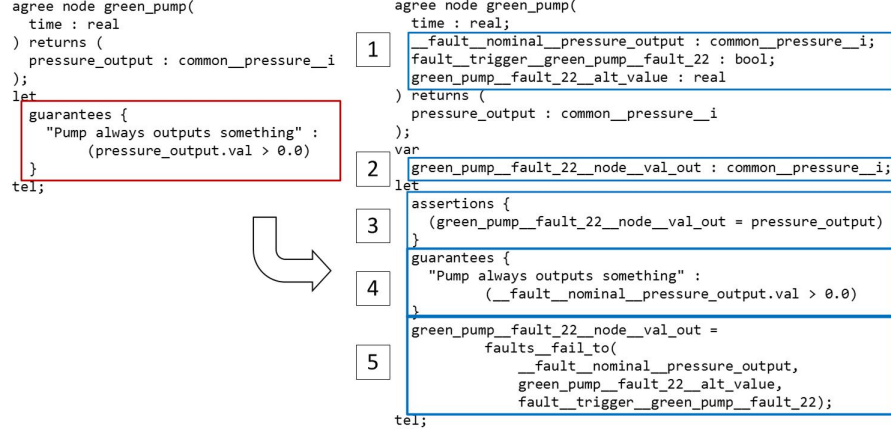 agree node green_pump(
  time : real
) returns (
  pressure_output : common__pressure__i
);
let
  guarantees {
    "Pump always outputs something" :
        (pressure_output.val > 0.0)
  }
tel;
agree node green_pump(
  time : real;
1
  __fault__nominal__pressure_output : common__pressure__i;
  fault__trigger__green_pump__fault_22 : bool;
  green_pump__fault_22__alt_value : real
) returns (
  pressure_output : common__pressure__i
);
var
2
  green_pump__fault_22__node__val_out : common__pressure__i;
let
3
  assertions {
    (green_pump__fault_22__node__val_out = pressure_output)
  }
4
  guarantees {
    "Pump always outputs something" :
          (__fault__nominal__pressure_output.val > 0.0)
  }
5
  green_pump__fault_22__node__val_out =
          faults__fail_to(
              __fault__nominal__pressure_output,
              green_pump__fault_22__alt_value,
              fault__trigger__green_pump__fault_22);
tel;